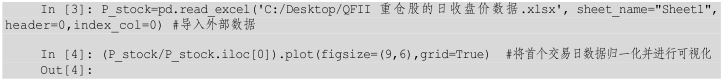 In [3]: P_stock=pd.read_excel('C:/Desktop/QFII 重仓股的日收盘价数据.xlsx', sheet_name="Sheet1",
header=0,index_col=0) #导入外部数据
In [4]: (P_stock/P_stock.iloc[0]).plot(figsize=(9,6),grid=True) #将首个交易日数据归一化并进行可视化
Out[4]: